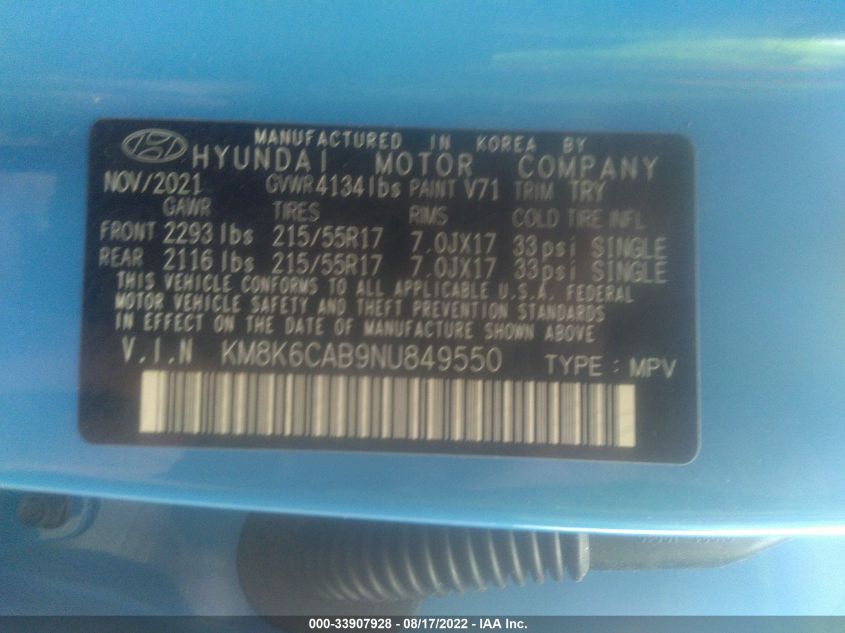 MANUFACTURED IN KOREA BY
HYUNDAI MOTOR COMPANY
NOV/2021 GVWR 4134 lbs PAINT V71 TRIM TRY
GAWR TIRES RIMS COLD TIRE INFL
FRONT 2293 lbs 215/55R17 7.0JX17 33psi SINGLE
REAR 2116 lbs 215/55R17 7.0JX17 33psi SINGLE
THIS VEHICLE CONFORMS TO ALL APPLICABLE U.S.A. FEDERAL
MOTOR VEHICLE SAFETY AND THEFT PREVENTION STANDARDS
IN EFFECT ON THE DATE OF MANUFACTURE SHOWN ABOVE
V.I.N KM8K6CAB9NU849550 TYPE : MPV
000-33907928 - 08/17/2022 - IAA Inc.